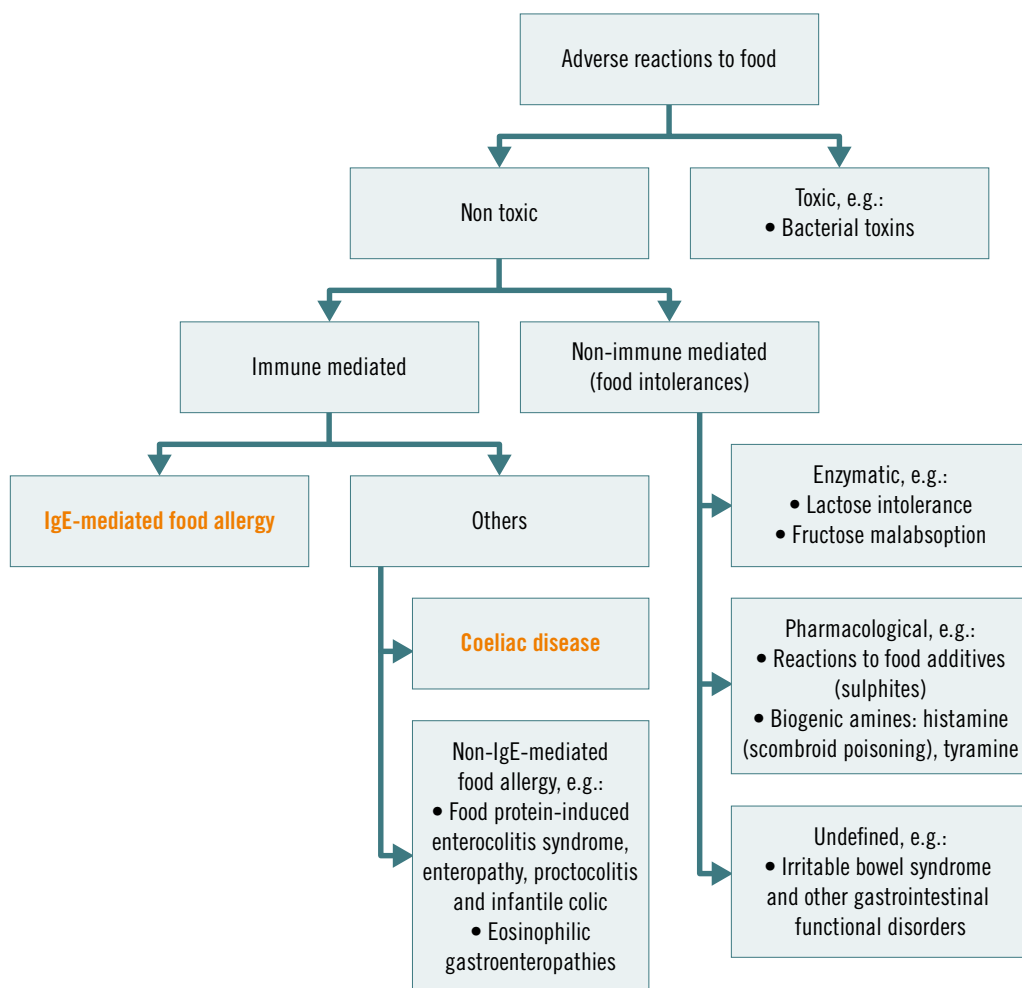 Adverse reactions to food
Non toxic
Toxic, e.g.:
• Bacterial toxins
Immune mediated
Non-immune mediated
(food intolerances)
IgE-mediated food allergy
Others
Enzymatic, e.g.:
• Lactose intolerance
• Fructose malabsoption
Coeliac disease
Pharmacological, e.g.:
• Reactions to food additives
(sulphites)
• Biogenic amines: histamine
(scombroid poisoning), tyramine
Non-IgE-mediated
food allergy, e.g.:
• Food protein-induced
enterocolitis syndrome,
enteropathy, proctocolitis
and infantile colic
• Eosinophilic
gastroenteropathies
Undefined, e.g.:
• Irritable bowel syndrome
and other gastrointestinal
functional disorders